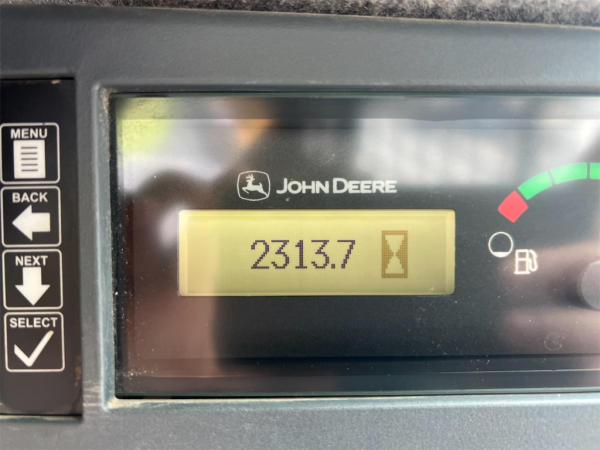 MENU
BACK
NEXT
SELECT
JOHN DEERE
2313.7